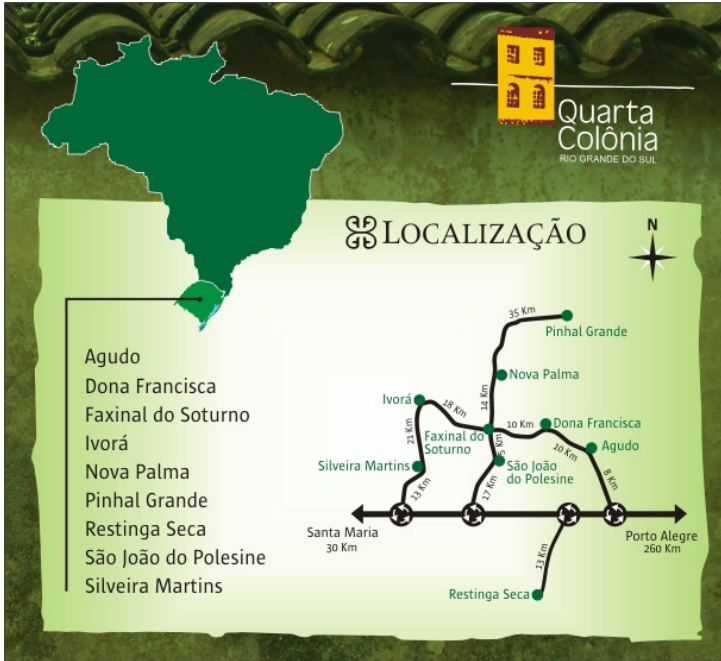 Quarta
Colônia
RIO GRANDE DO SUL
LOCALIZAÇÃO
N
Agudo
Dona Francisca
Faxinal do Soturno
Ivorá
Nova Palma
Pinhal Grande
Restinga Seca
São João do Polesine
Silveira Martins
35 Km
Pinhal Grande
Nova Palma
14 Km
Ivorá
18 Km
10 Km
Dona Francisca
21 Km
Faxinal do
Soturno
5 Km
10 Km
Agudo
Silveira Martins
São João
do Polesine
13 Km
17 Km
8 Km
Santa Maria
30 Km
Porto Alegre
260 Km
13 Km
Restinga Seca